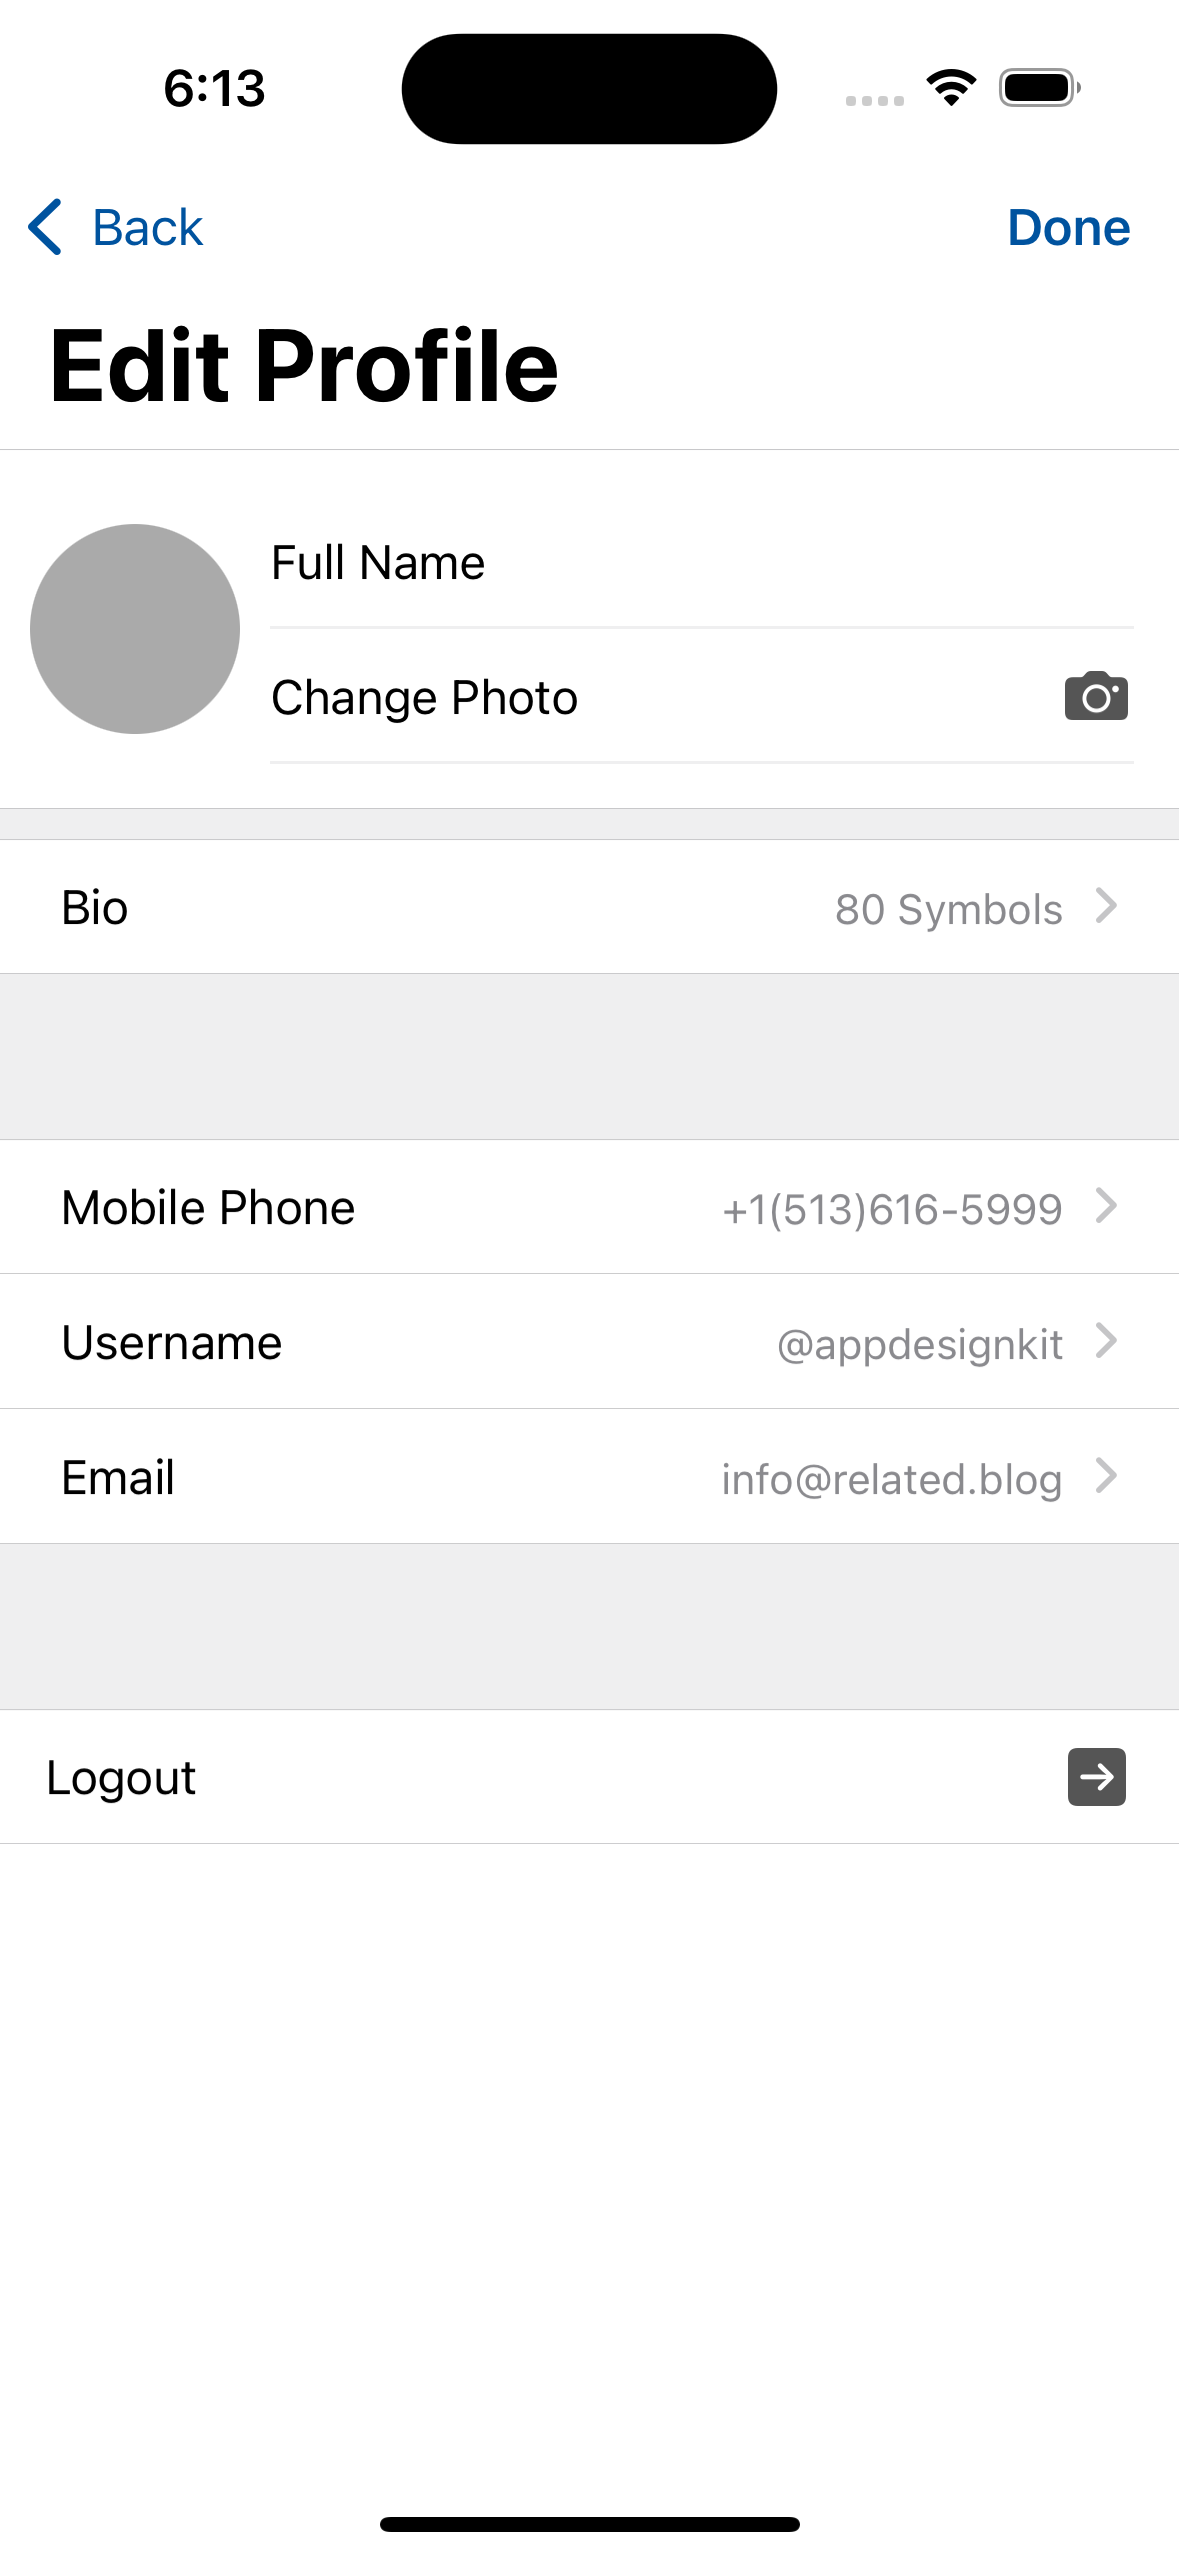 6:13
Back
Done
Edit Profile
Full Name
Change Photo
Bio
80 Symbols
Mobile Phone
+1(513)616-5999
Username
@appdesignkit
Email
info@related.blog
Logout